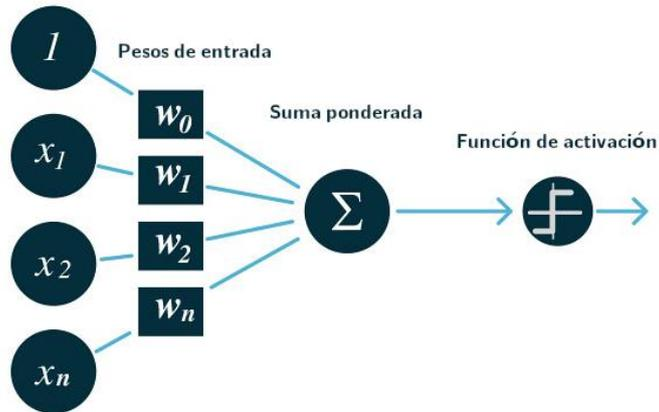 1
Pesos de entrada
w0
Suma ponderada
x1
w1
Función de activación
Σ
x2
w2
wn
xn